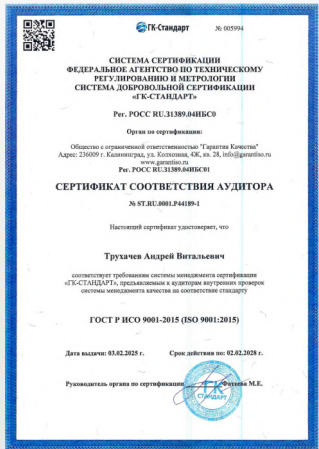 ГК-Стандарт
№ 005994
СИСТЕМА СЕРТИФИКАЦИИ
ФЕДЕРАЛЬНОЕ АГЕНТСТВО ПО ТЕХНИЧЕСКОМУ
РЕГУЛИРОВАНИЮ И МЕТРОЛОГИИ
СИСТЕМА ДОБРОВОЛЬНОЙ СЕРТИФИКАЦИИ
«ГК-СТАНДАРТ»
Рег. РОСС RU.31389.04ИБС0
Орган по сертификации:
Общество с ограниченной ответственностью "Гарантия Качества"
Адрес: 236009 г. Калининград, ул. Колхозная, 4Ж, кв. 28, info@garantiso.ru
www.garantiso.ru
Рег. РОСС RU.31389.04ИБС01
СЕРТИФИКАТ СООТВЕТСТВИЯ АУДИТОРА
№ ST.RU.0001.P44189-1
Настоящий сертификат удостоверяет, что
Трухачев Андрей Витальевич
соответствует требованиям системы менеджмента сертификации
«ГК-СТАНДАРТ», предъявляемым к аудиторам внутренних проверок
системы менеджмента качества на соответствие стандарту
ГОСТ Р ИСО 9001-2015 (ISO 9001:2015)
Дата выдачи: 03.02.2025 г. Срок действия по: 02.02.2028 г.
Руководитель органа по сертификации Фатеева М.Е.
ГК
СТАНДАРТ